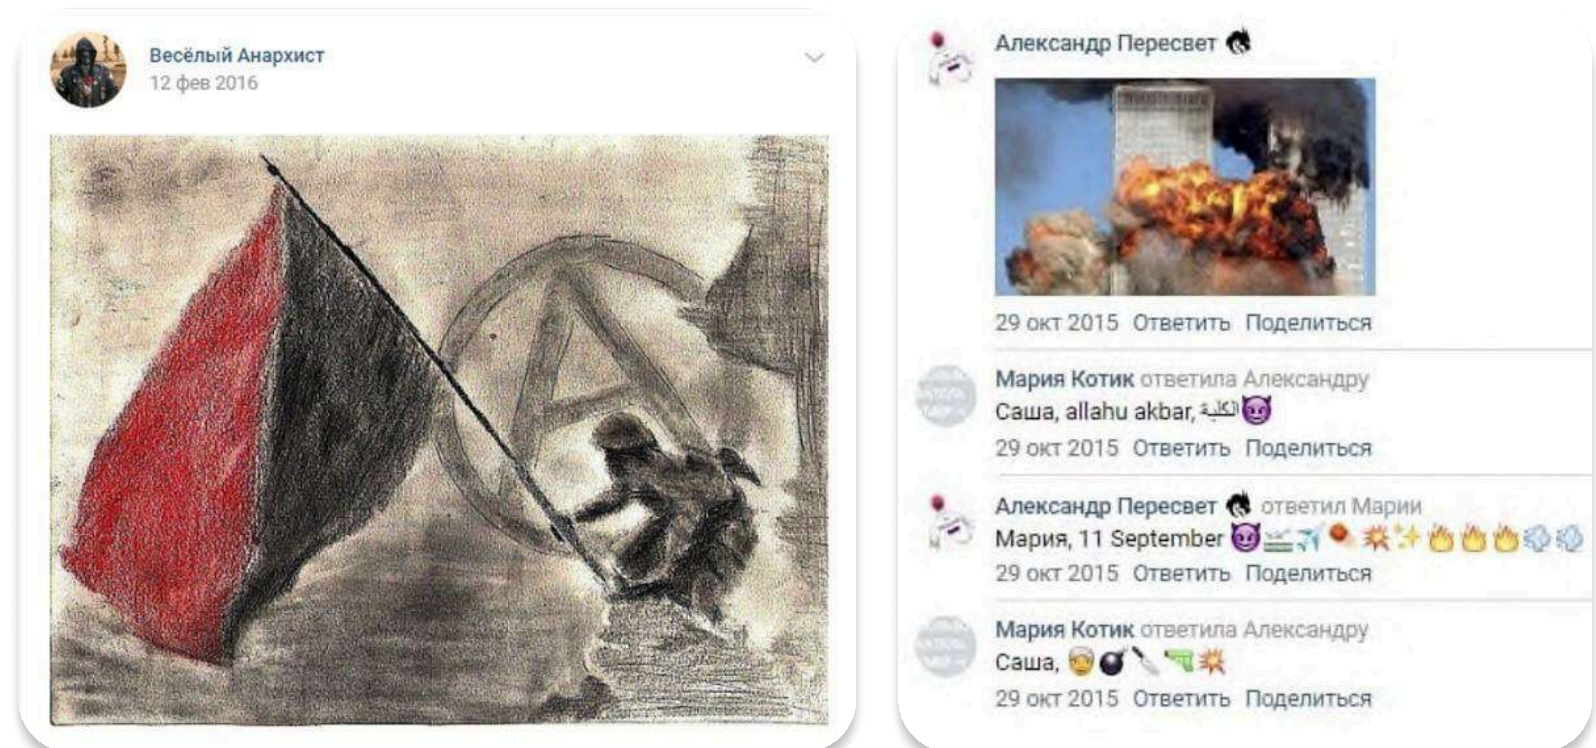 Весёлый Анархист
12 фев 2016
Александр Пересвет
29 окт 2015 Ответить Поделиться
Мария Котик ответила Александру
Саша, allahu akbar,
29 окт 2015 Ответить Поделиться
Александр Пересвет ответил Марии
Мария, 11 September 😈🛫✈️☄️💥✨🔥🔥🔥💨💨
29 окт 2015 Ответить Поделиться
Мария Котик ответила Александру
Саша, 👳💣🔪🔫💥
29 окт 2015 Ответить Поделиться